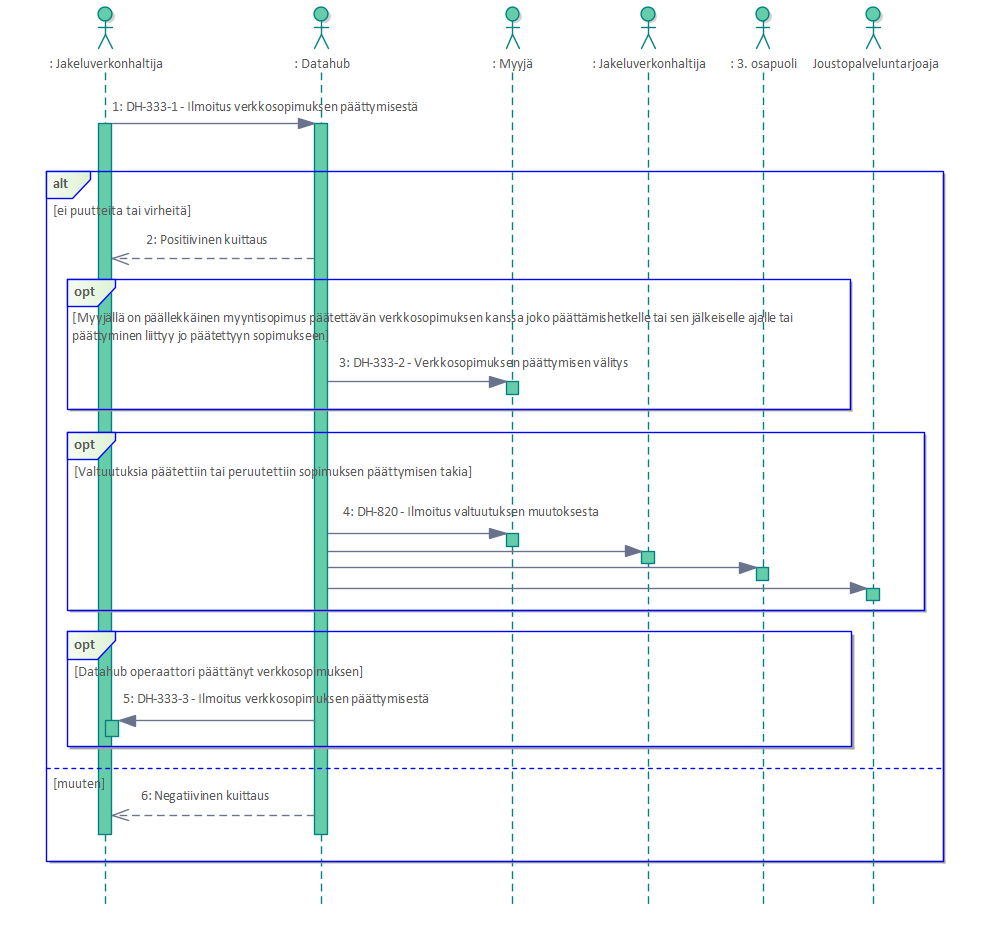 : Jakeluverkonhaltija
: Datahub
: Myyjä
: Jakeluverkonhaltija
: 3. osapuoli
Joustopalveluntarjoaja
1: DH-333-1 - Ilmoitus verkkosopimuksen päättymisestä
alt
[ei puutteita tai virheitä]
2: Positiivinen kuittaus
opt
[Myyjällä on päällekkäinen myyntisopimus päätettävän verkkosopimuksen kanssa joko päättämishetkelle tai sen jälkeiselle ajalle tai
päättyminen liittyy jo päätettyyn sopimukseen]
3: DH-333-2 - Verkkosopimuksen päättymisen välitys
opt
[Valtuutuksia päätettiin tai peruutettiin sopimuksen päättymisen takia]
4: DH-820 - Ilmoitus valtuutuksen muutoksesta
opt
[Datahub operaattori päättänyt verkkosopimuksen]
5: DH-333-3 - Ilmoitus verkkosopimuksen päättymisestä
[muuten]
6: Negatiivinen kuittaus